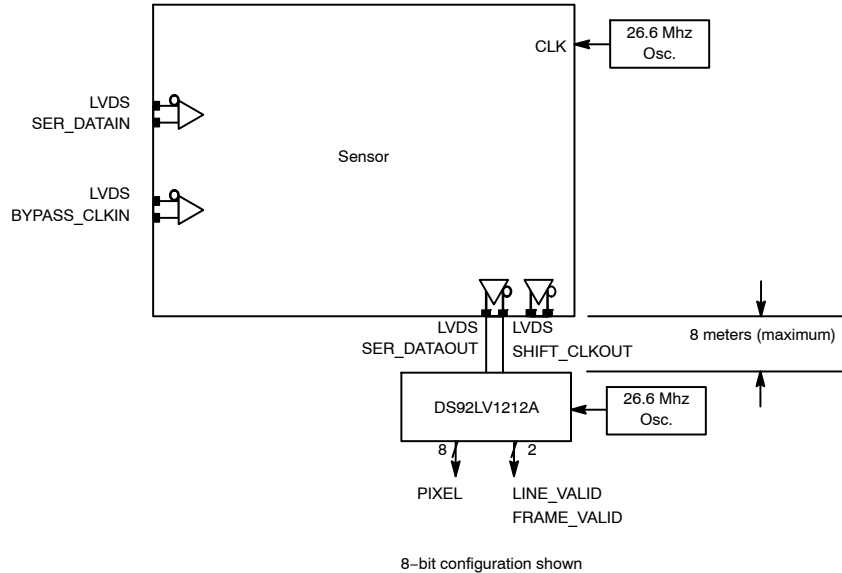 CLK
26.6 Mhz
Osc.
LVDS
SER_DATAIN
Sensor
LVDS
BYPASS_CLKIN
LVDS
SER_DATAOUT
LVDS
SHIFT_CLKOUT
8 meters (maximum)
DS92LV1212A
26.6 Mhz
Osc.
8
2
PIXEL
LINE_VALID
FRAME_VALID
8−bit configuration shown